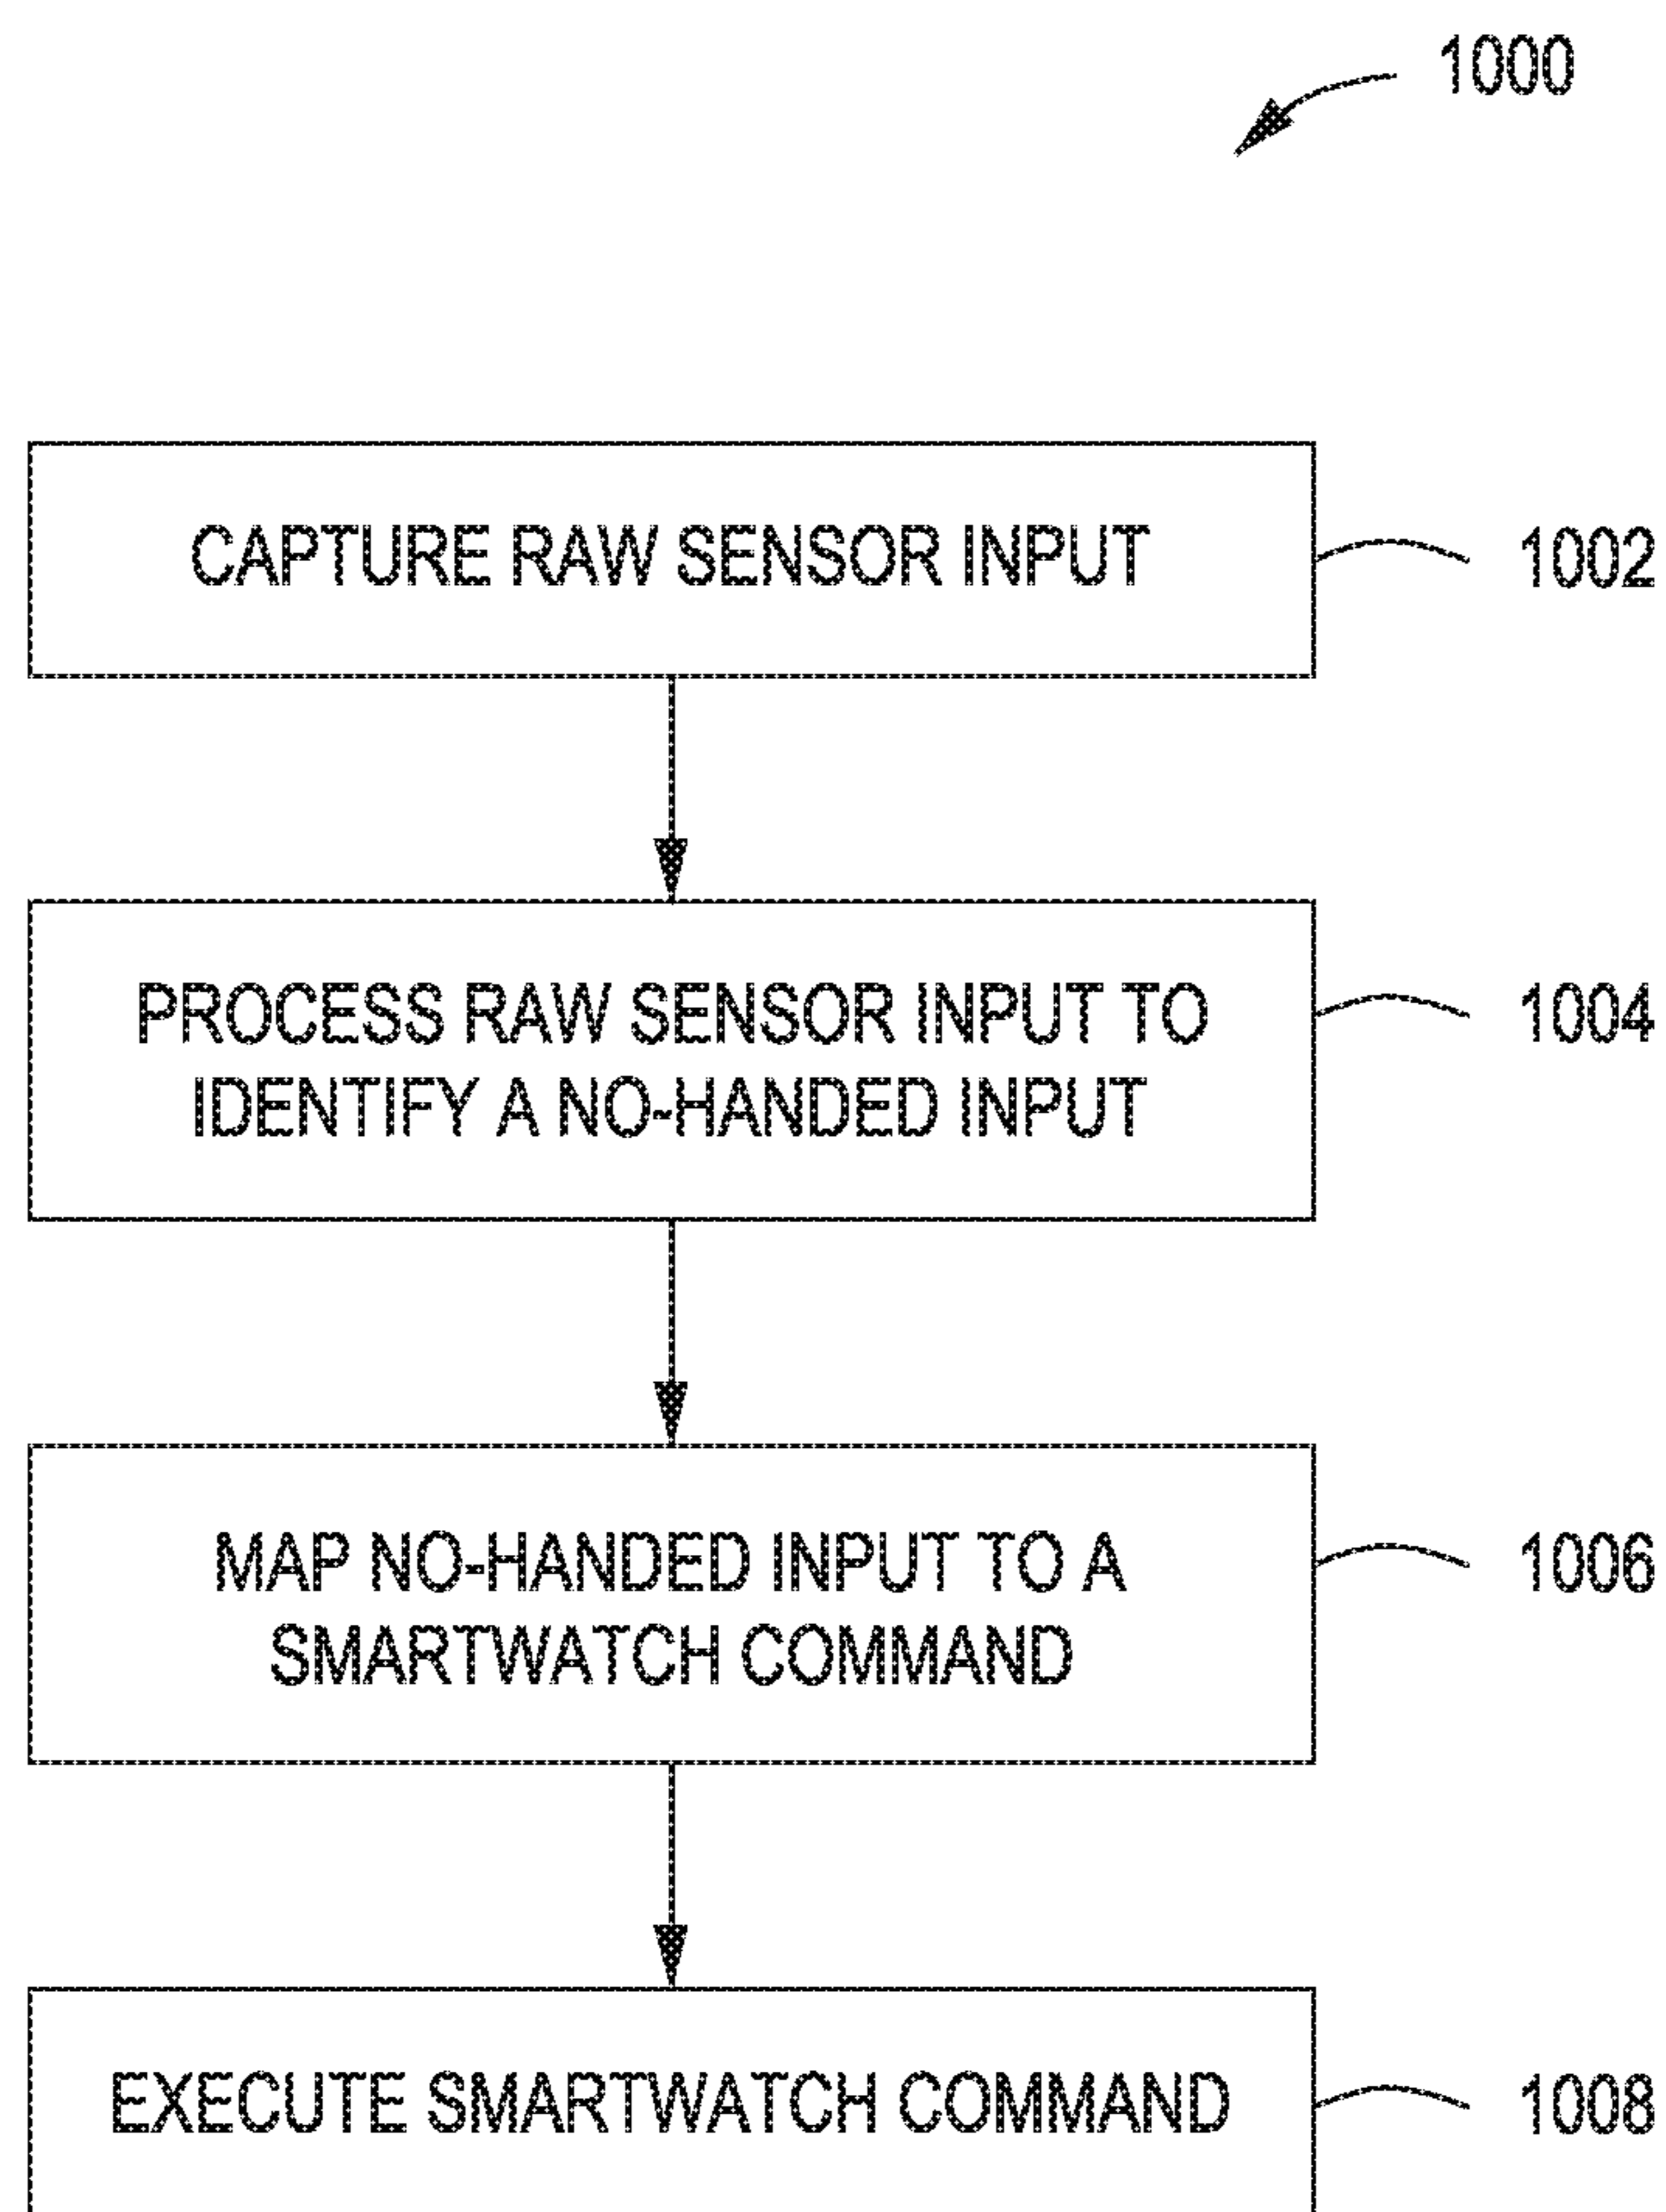 1000
CAPTURE RAW SENSOR INPUT
1002
PROCESS RAW SENSOR INPUT TO
IDENTIFY A NO-HANDED INPUT
1004
MAP NO-HANDED INPUT TO A
SMARTWATCH COMMAND
1006
EXECUTE SMARTWATCH COMMAND
1008